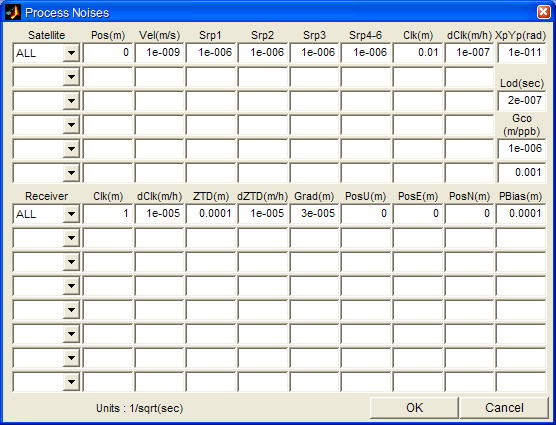 Process Noises
Satellite Pos(m) Vel(m/s) Srp1 Srp2 Srp3 Srp4-6 Clk(m) dClk(m/h) XpYp(rad)
ALL 0 1e-009 1e-006 1e-006 1e-006 1e-006 0.01 1e-007 1e-011
Lod(sec)
2e-007
Gco
(m/ppb)
1e-006
0.001
Receiver Clk(m) dClk(m/h) ZTD(m) dZTD(m/h) Grad(m) PosU(m) PosE(m) PosN(m) PBias(m)
ALL 1 1e-005 0.0001 1e-005 3e-005 0 0 0 0.0001
Units : 1/sqrt(sec) OK Cancel